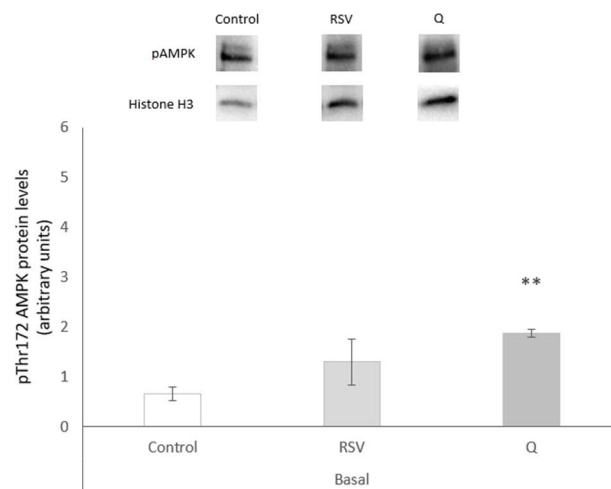 Control RSV Q
pAMPK
Histone H3
pThr172 AMPK protein levels
(arbitrary units)
6
5
4
3
2
1
0
**
Control RSV Q
Basal